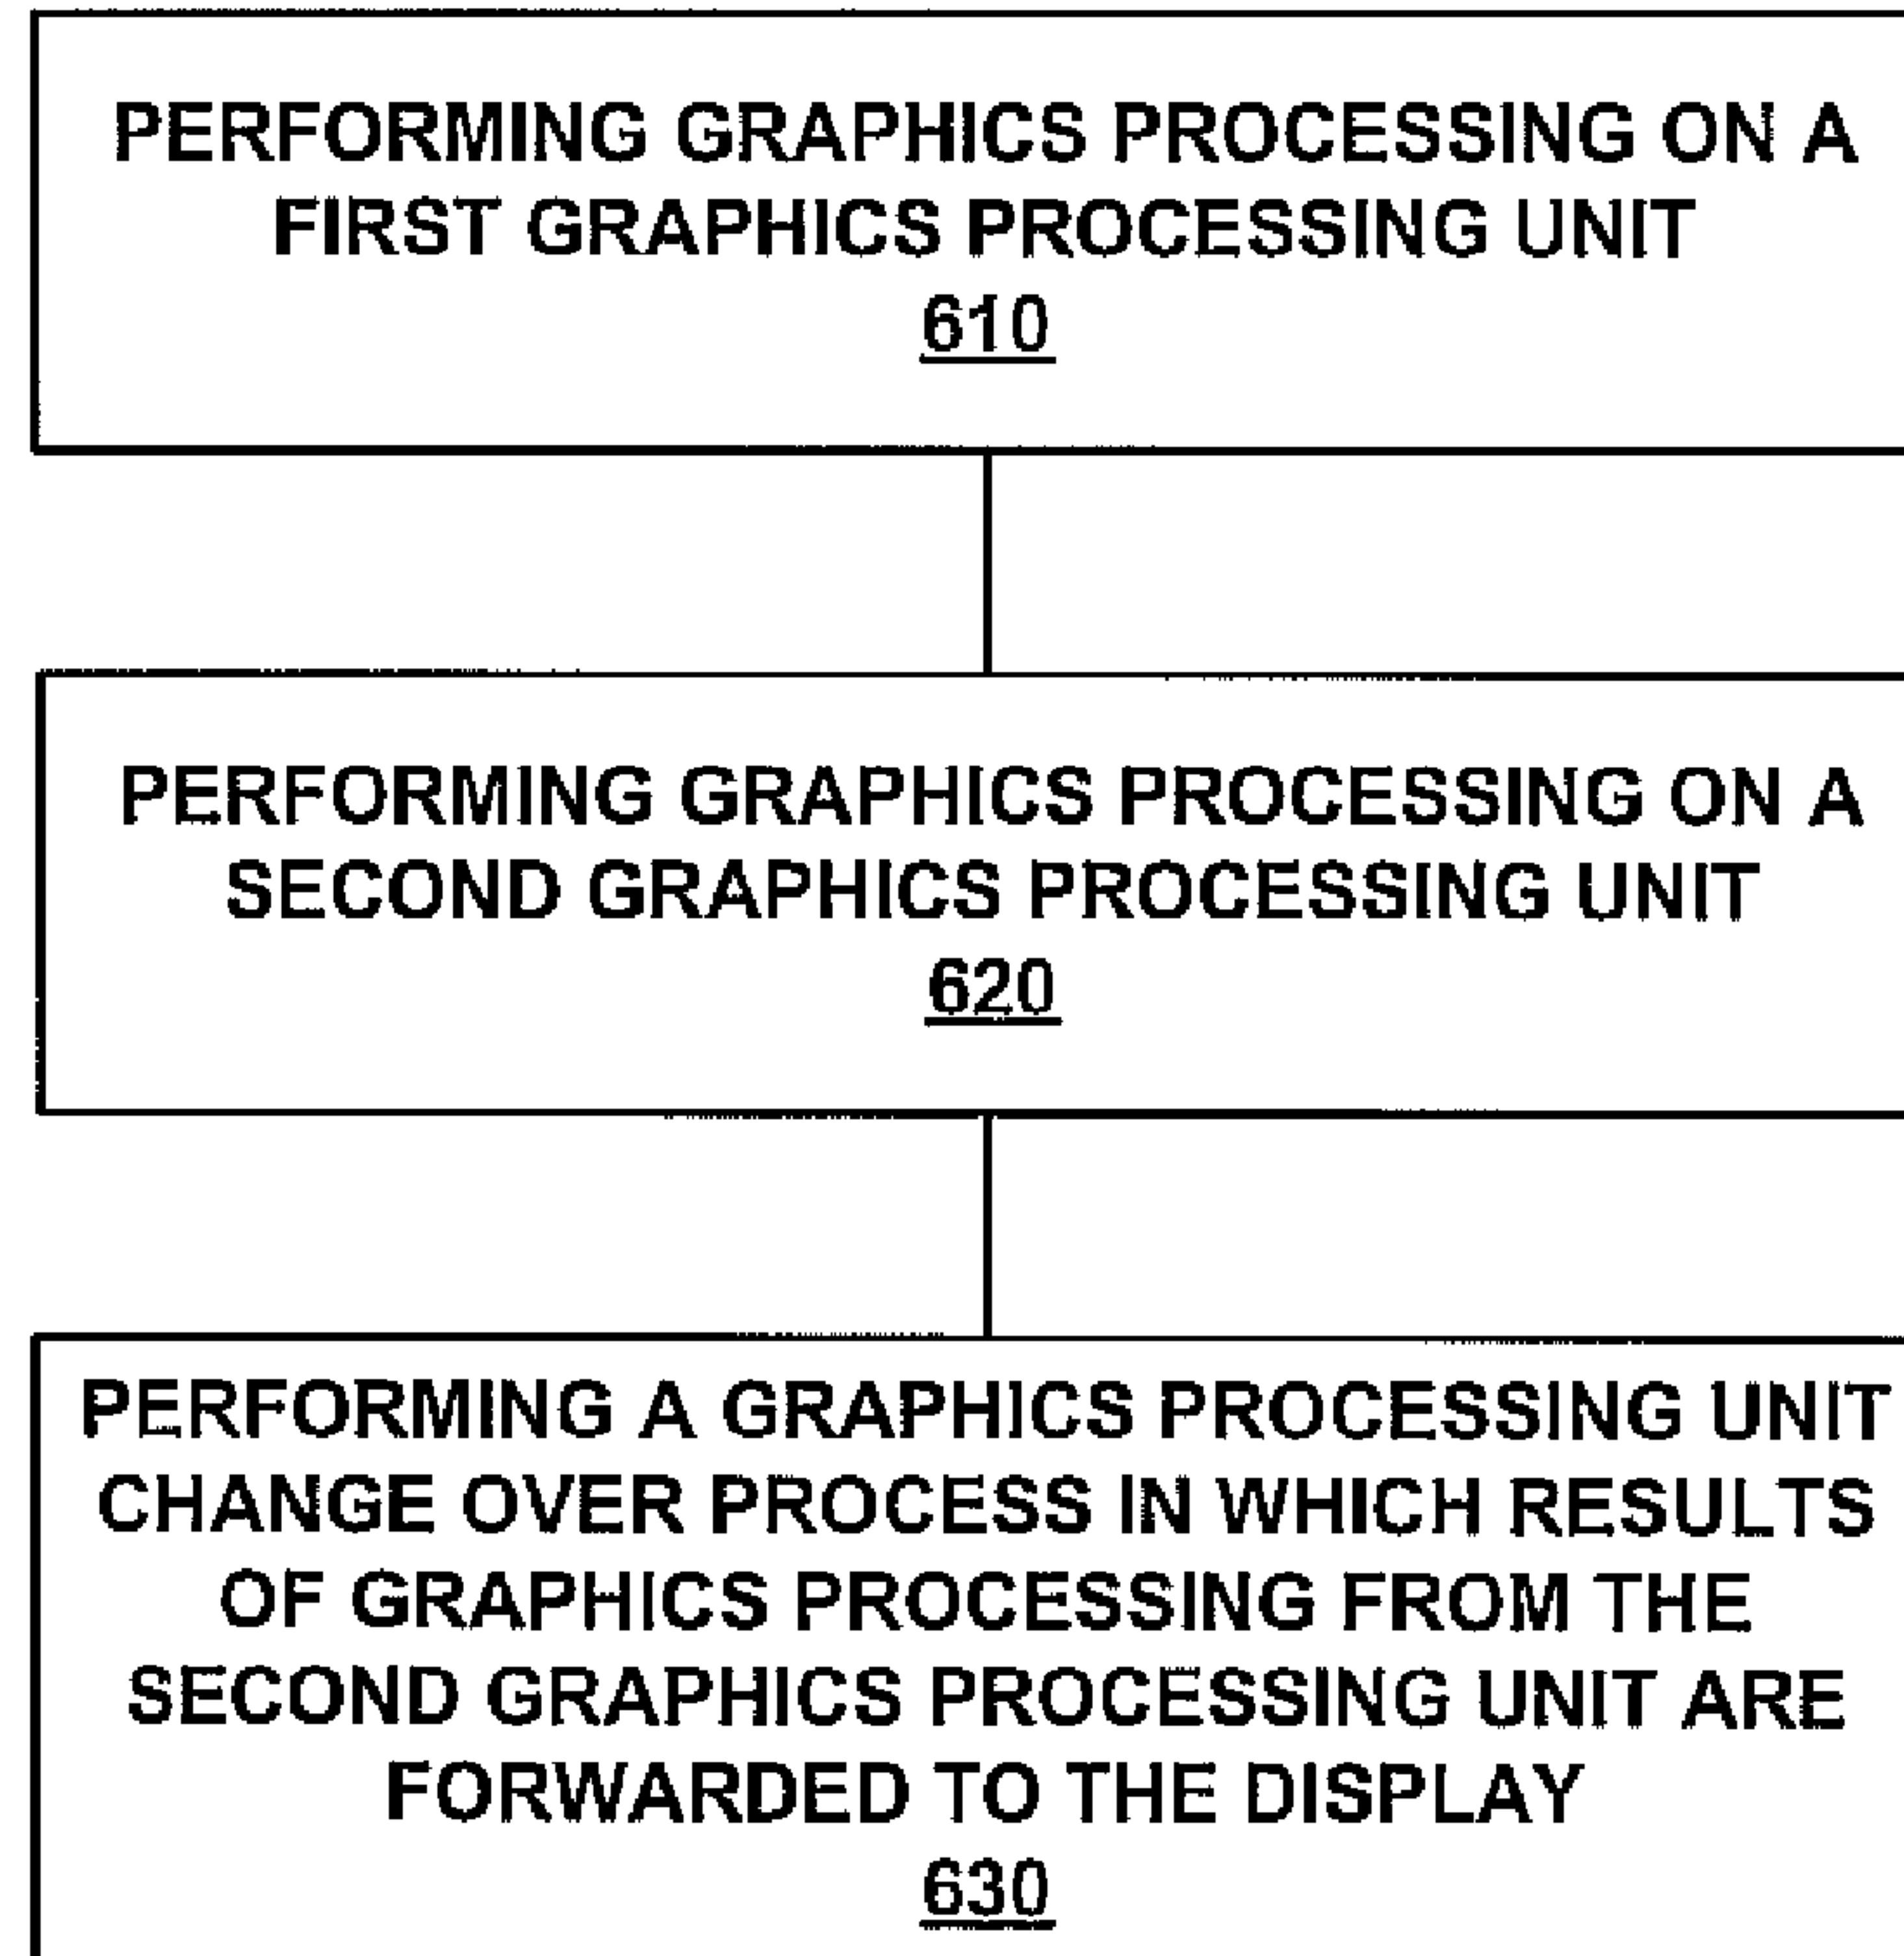 PERFORMING GRAPHICS PROCESSING ON A
FIRST GRAPHICS PROCESSING UNIT
610
PERFORMING GRAPHICS PROCESSING ON A
SECOND GRAPHICS PROCESSING UNIT
620
PERFORMING A GRAPHICS PROCESSING UNIT
CHANGE OVER PROCESS IN WHICH RESULTS
OF GRAPHICS PROCESSING FROM THE
SECOND GRAPHICS PROCESSING UNIT ARE
FORWARDED TO THE DISPLAY
630